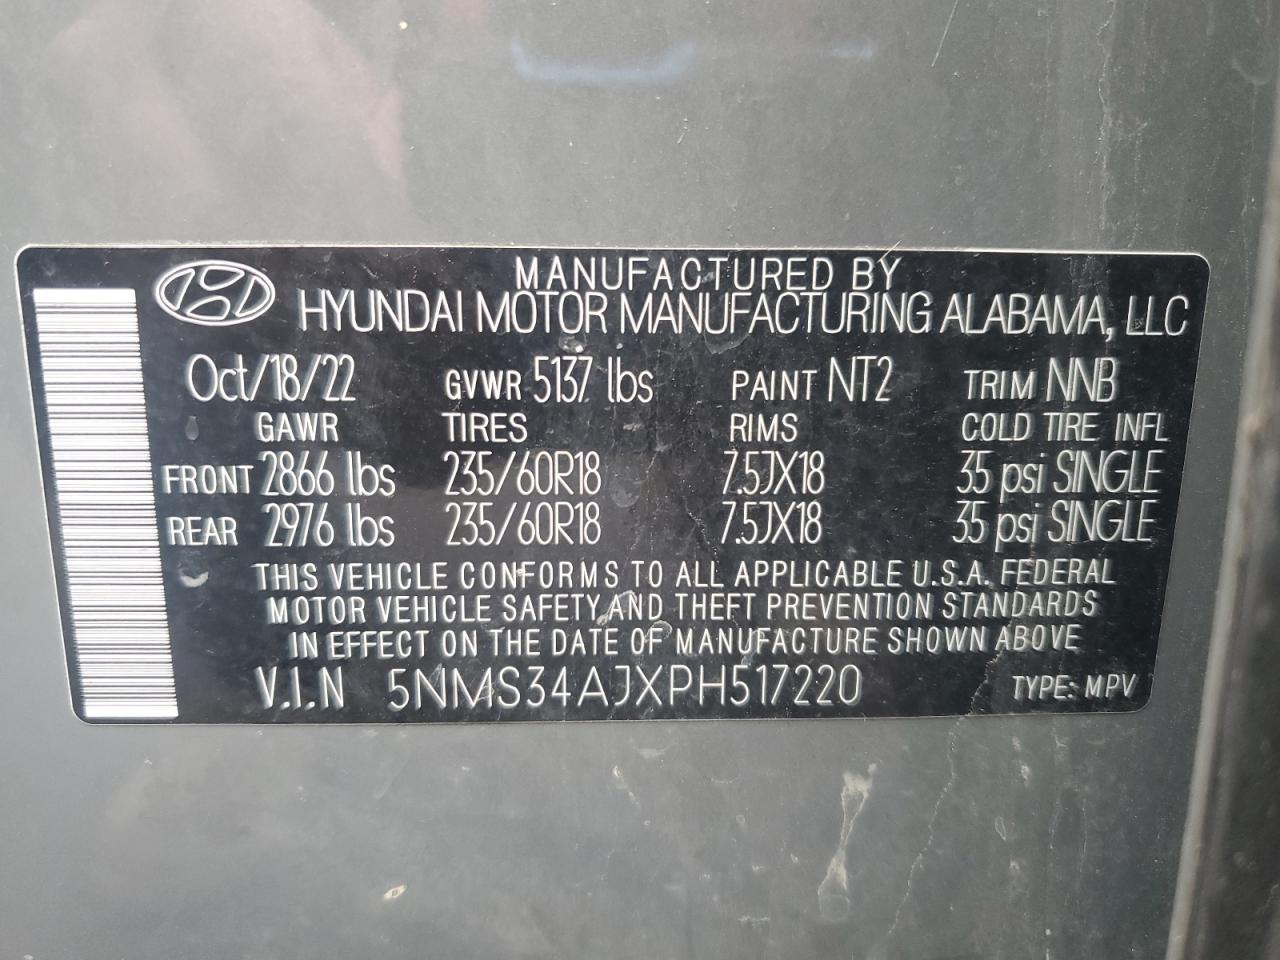 MANUFACTURED BY
HYUNDAI MOTOR MANUFACTURING ALABAMA, LLC
Oct/18/22 GVWR 5137 lbs PAINT NT2 TRIM NNB
GAWR TIRES RIMS COLD TIRE INFL
FRONT 2866 lbs 235/60R18 7.5JX18 35 psi SINGLE
REAR 2976 lbs 235/60R18 7.5JX18 35 psi SINGLE
THIS VEHICLE CONFORMS TO ALL APPLICABLE U.S.A. FEDERAL
MOTOR VEHICLE SAFETY AND THEFT PREVENTION STANDARDS
IN EFFECT ON THE DATE OF MANUFACTURE SHOWN ABOVE
V.I.N 5NMS34AJXPH517220 TYPE: MPV